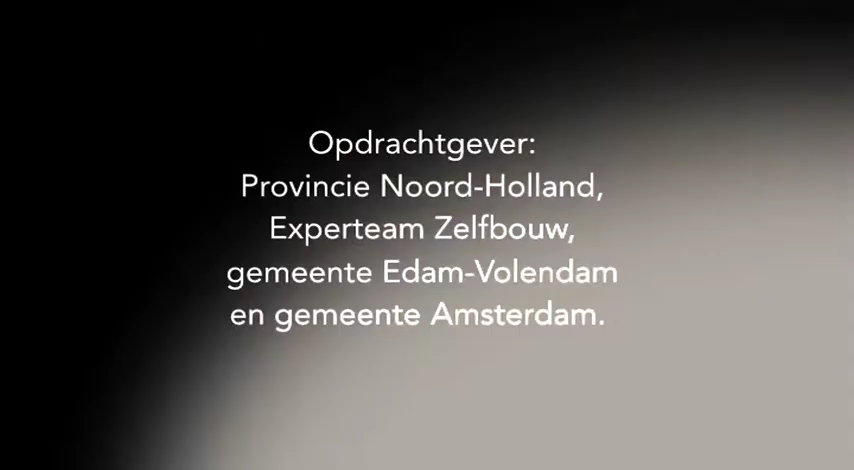 Opdrachtgever:
Provincie Noord-Holland,
Experteam Zelfbouw,
gemeente Edam-Volendam
en gemeente Amsterdam.